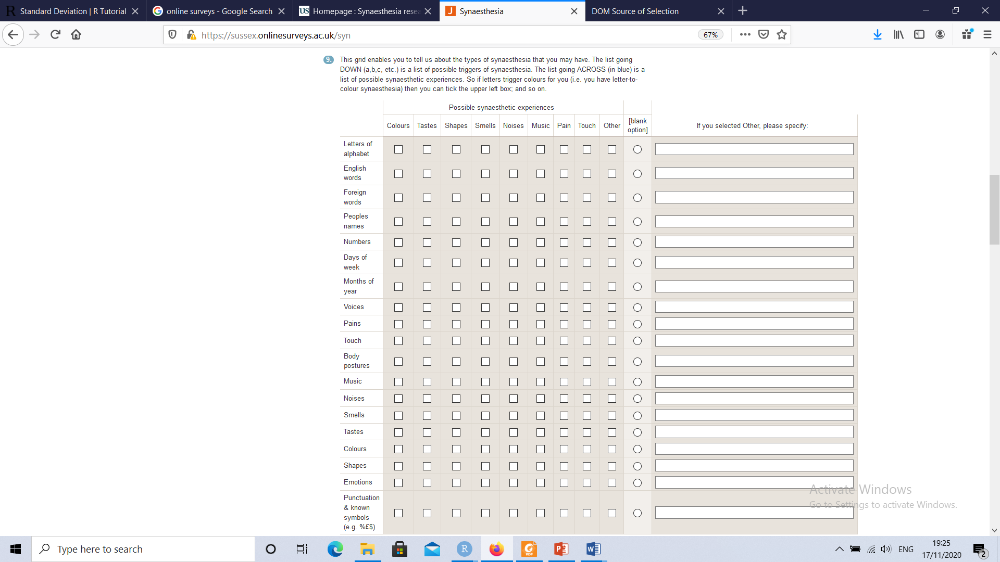 R Standard Deviation | R Tutorial
online surveys - Google Search
US Homepage : Synaesthesia resea
J Synaesthesia
DOM Source of Selection
https://sussex.onlinesurveys.ac.uk/syn
67%
9. This grid enables you to tell us about the types of synaesthesia that you may have. The list going
DOWN (a,b,c, etc.) is a list of possible triggers of synaesthesia. The list going ACROSS (in blue) is a
list of possible synaesthetic experiences. So if letters trigger colours for you (i.e. you have letter-to-
colour synaesthesia) then you can tick the upper left box; and so on.
Possible synaesthetic experiences
Colours Tastes Shapes Smells Noises Music Pain Touch Other [blank option] If you selected Other, please specify:
Letters of
alphabet
English
words
Foreign
words
Peoples
names
Numbers
Days of
week
Months of
year
Voices
Pains
Touch
Body
postures
Music
Noises
Smells
Tastes
Colours
Shapes
Emotions
Punctuation
& known
symbols
(e.g. %£$)
Activate Windows
Go to Settings to activate Windows.
Type here to search
R
PDF
P
W
ENG
19:25
17/11/2020
2